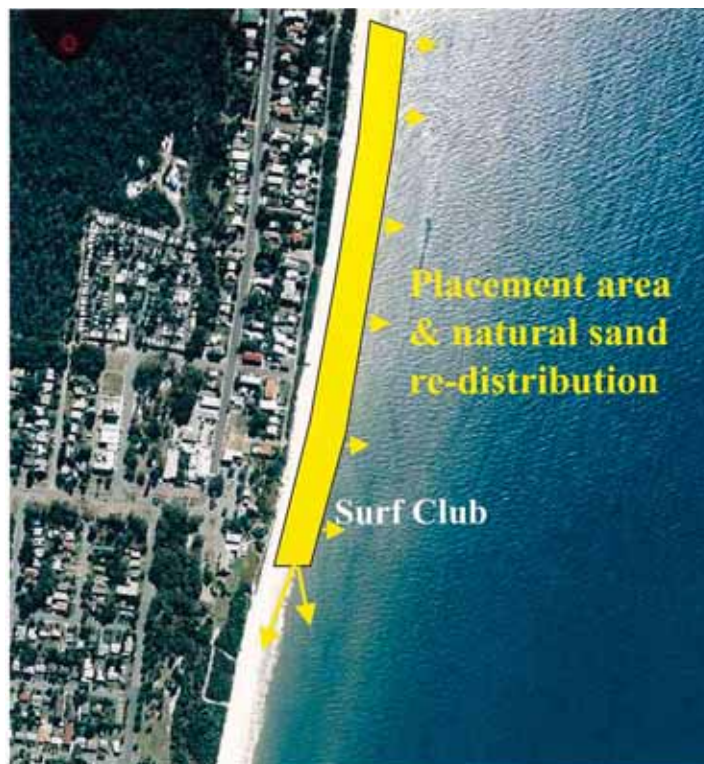 Placement area
& natural sand
re-distribution
Surf Club